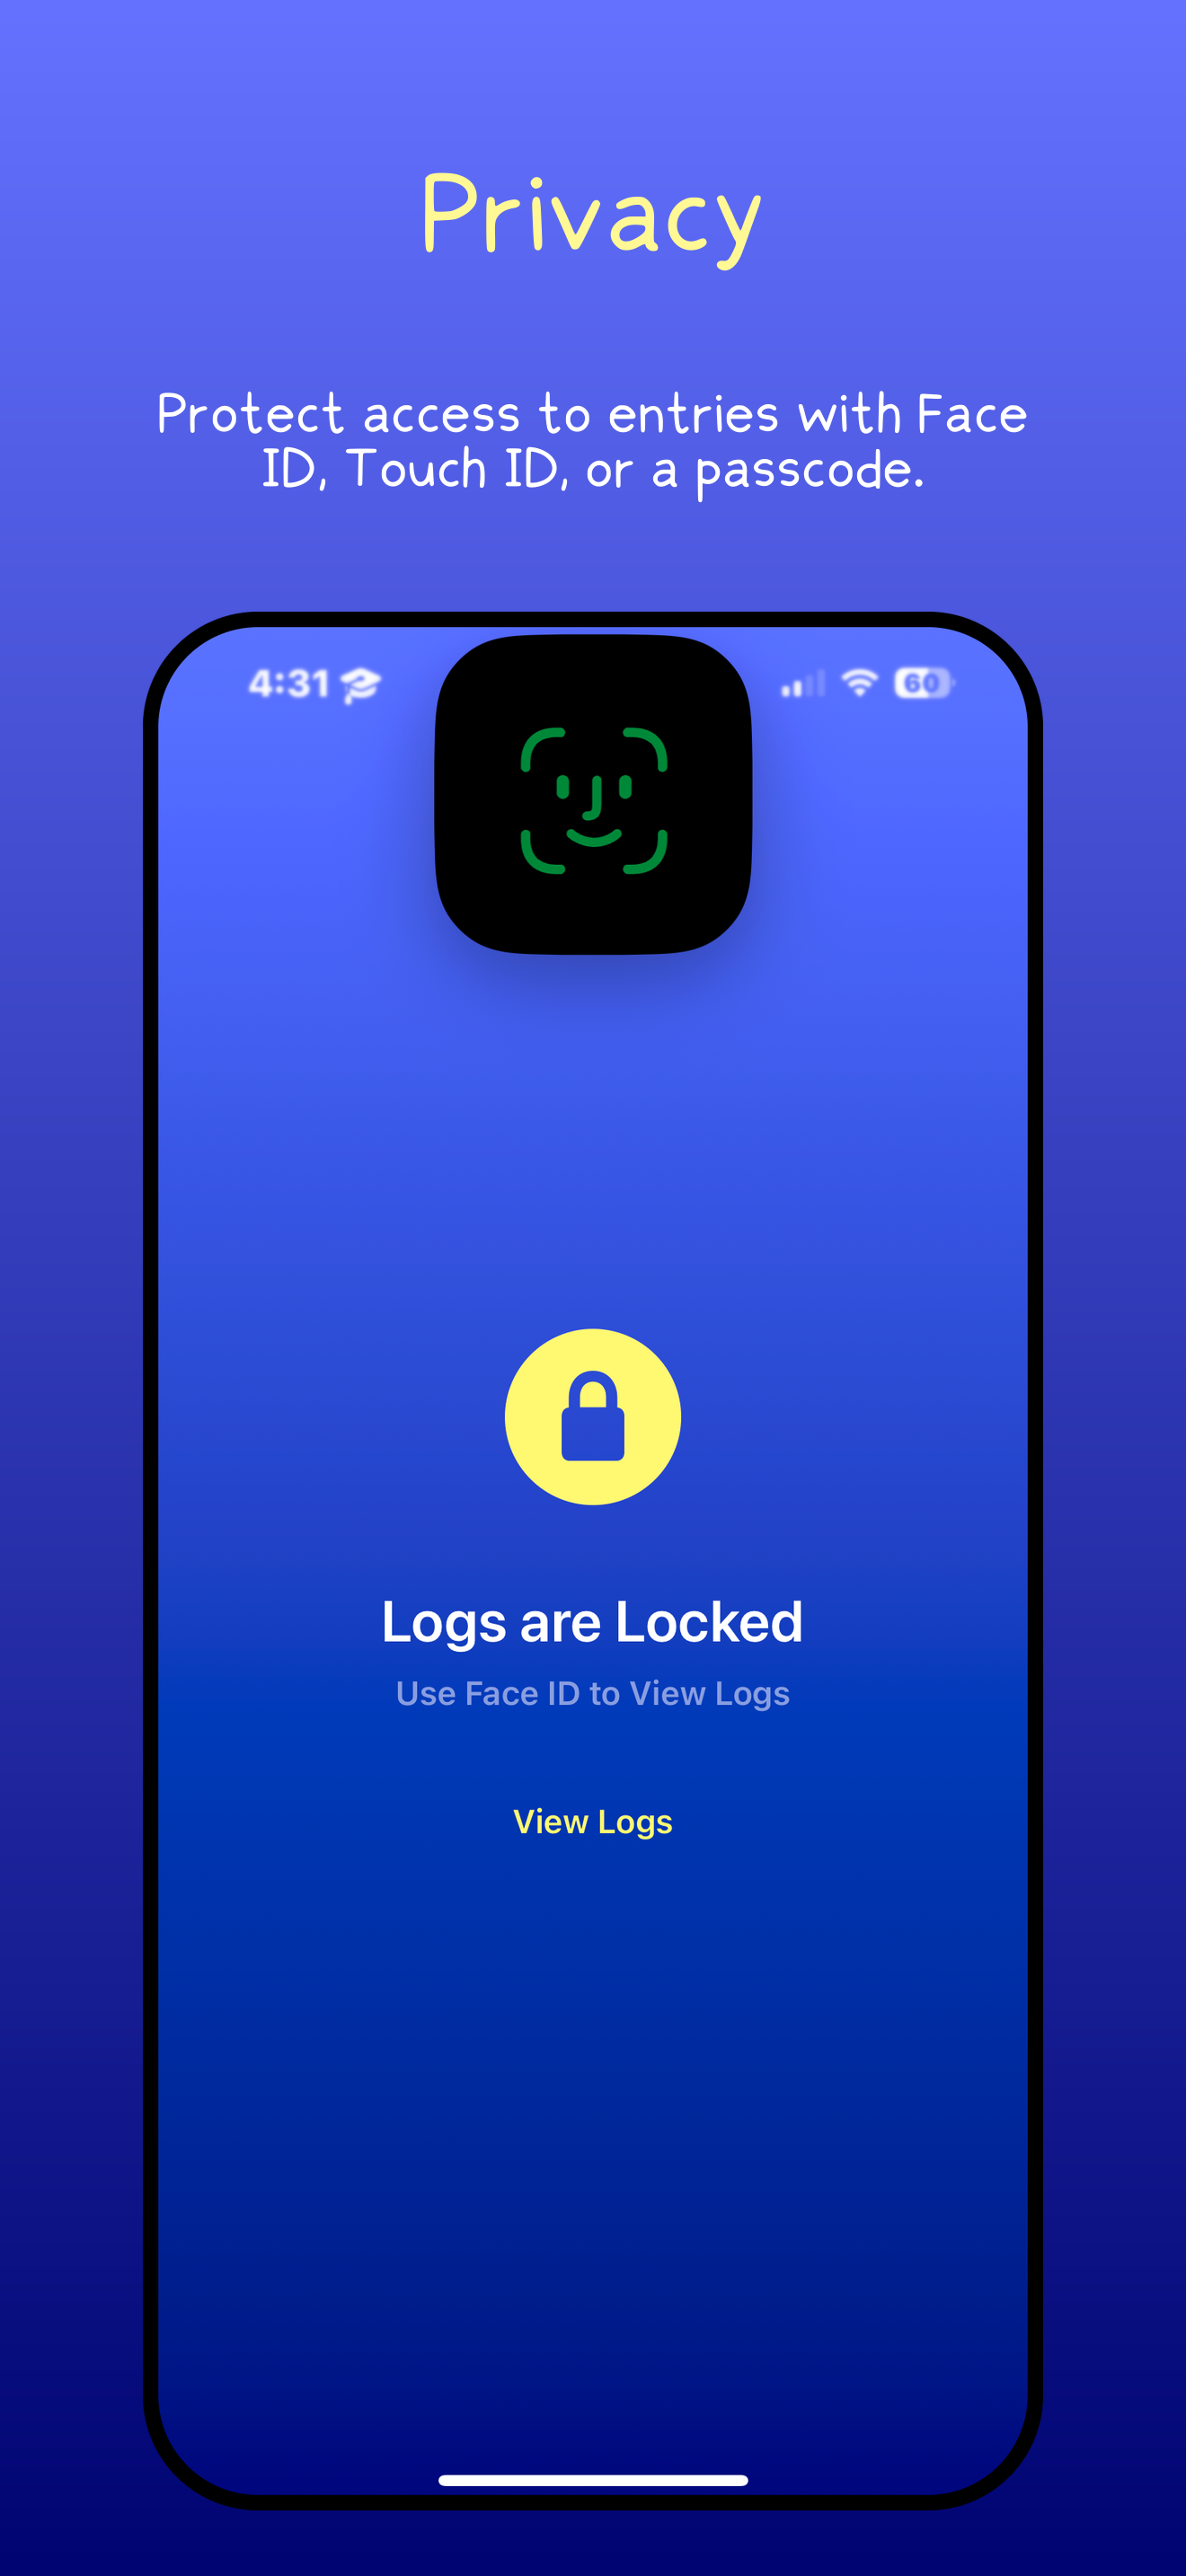 Privacy
Protect access to entries with Face
ID, Touch ID, or a passcode.
4:31
60
Logs are Locked
Use Face ID to View Logs
View Logs